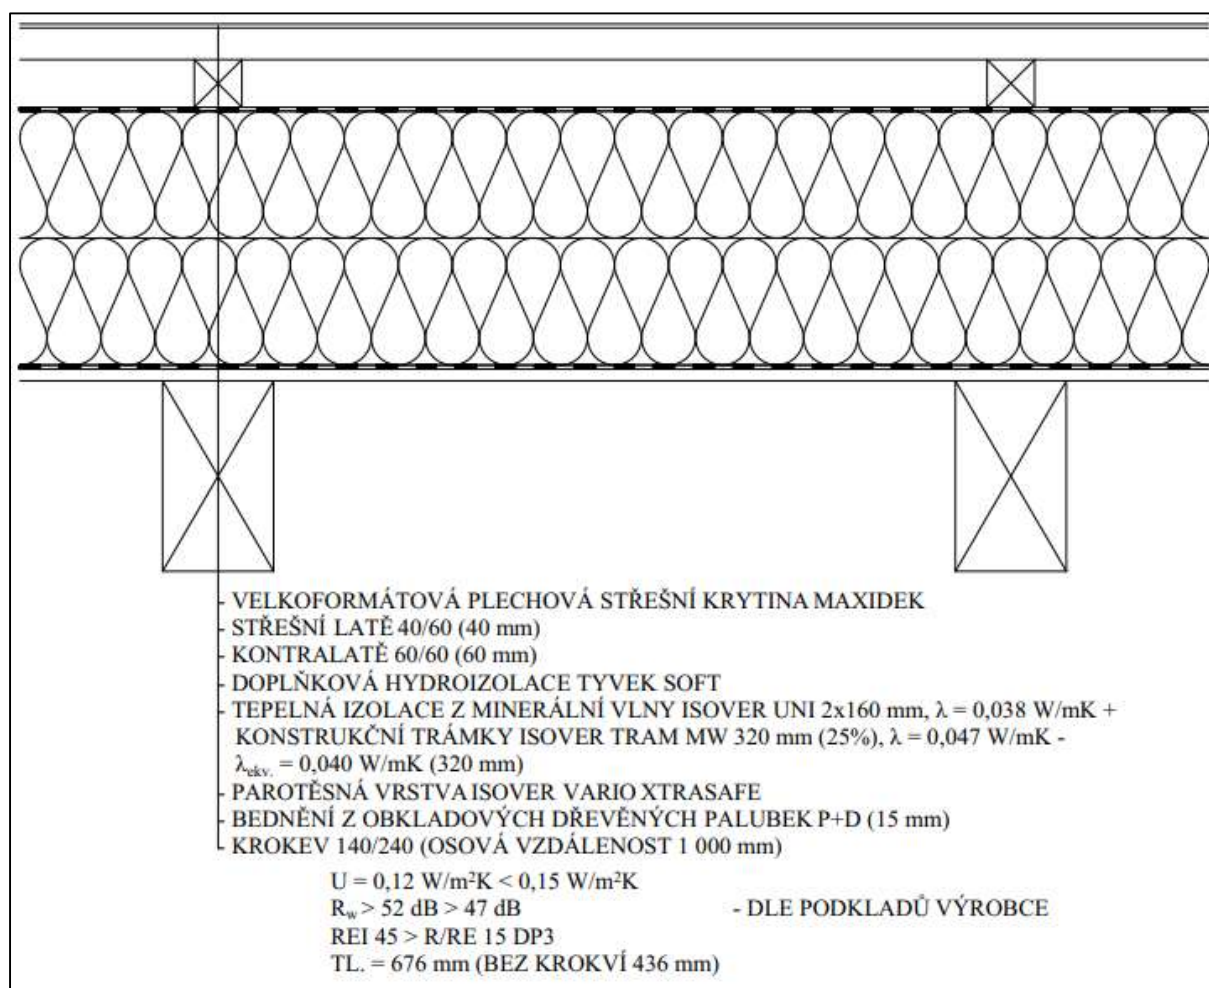 - VELKOFORMÁTOVÁ PLECHOVÁ STŘEŠNÍ KRYTINA MAXIDEK
- STŘEŠNÍ LATĚ 40/60 (40 mm)
- KONTRALATĚ 60/60 (60 mm)
- DOPLŇKOVÁ HYDROIZOLACE TYVEK SOFT
- TEPELNÁ IZOLACE Z MINERÁLNÍ VLNY ISOVER UNI 2x160 mm, λ = 0,038 W/mK +
KONSTRUKČNÍ TRÁMKY ISOVER TRAM MW 320 mm (25%), λ = 0,047 W/mK -
λekv. = 0,040 W/mK (320 mm)
- PAROTĚSNÁ VRSTVA ISOVER VARIO XTRASAFE
- BEDNĚNÍ Z OBKLADOVÝCH DŘEVĚNÝCH PALUBEK P+D (15 mm)
- KROKEV 140/240 (OSOVÁ VZDÁLENOST 1 000 mm)
U = 0,12 W/m²K < 0,15 W/m²K
Rw > 52 dB > 47 dB - DLE PODKLADŮ VÝROBCE
REI 45 > R/RE 15 DP3
TL. = 676 mm (BEZ KROKVÍ 436 mm)